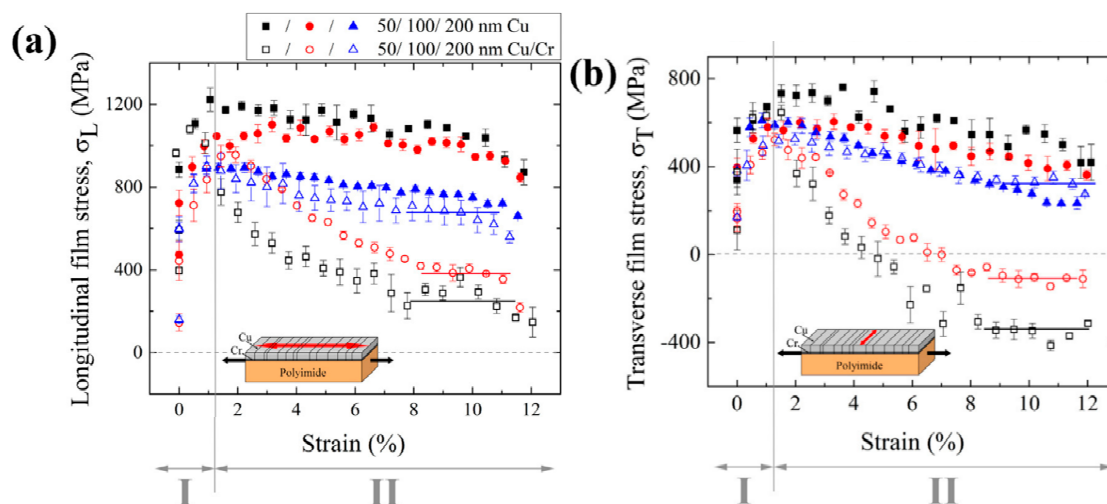 (a)
■ / ● / ▲ 50/ 100/ 200 nm Cu
□ / ○ / △ 50/ 100/ 200 nm Cu/Cr
Longitudinal film stress, σL (MPa)
1200
800
400
0
Cu
Cr
Polyimide
0 2 4 6 8 10 12
Strain (%)
I II
(b)
Transverse film stress, σT (MPa)
800
400
0
-400
Cu
Cr
Polyimide
0 2 4 6 8 10 12
Strain (%)
I II